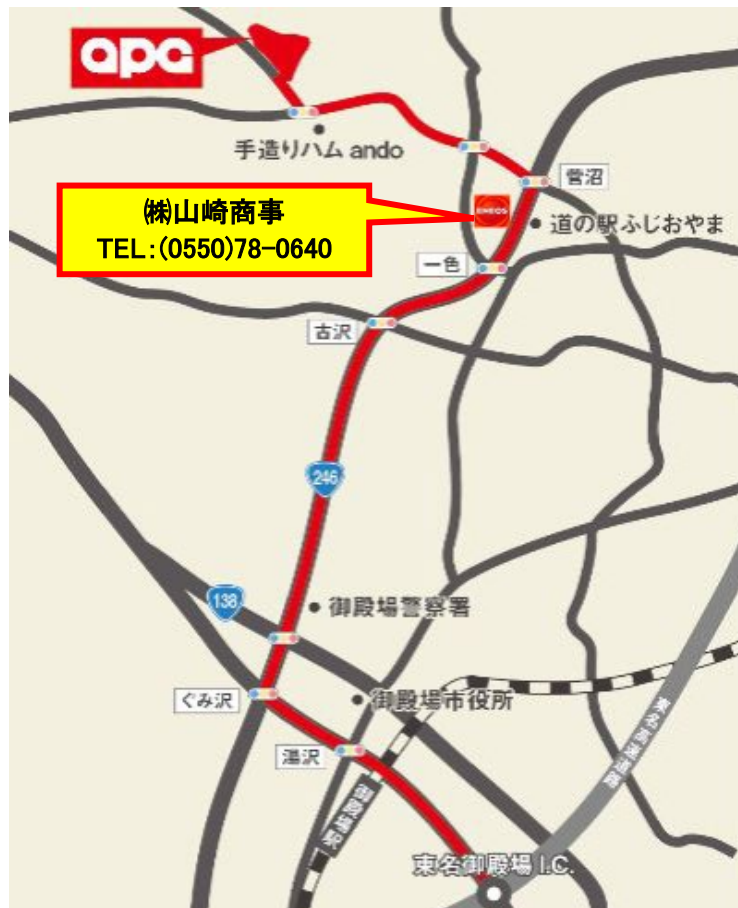 apG
手造りハム ando
菅沼
㈱山崎商事
TEL:(0550)78-0640
ENEOS
道の駅ふじおやま
一色
古沢
246
138
御殿場警察署
ぐみ沢
御殿場市役所
湯沢
東名高速道路
御殿場駅
東名御殿場 I.C.